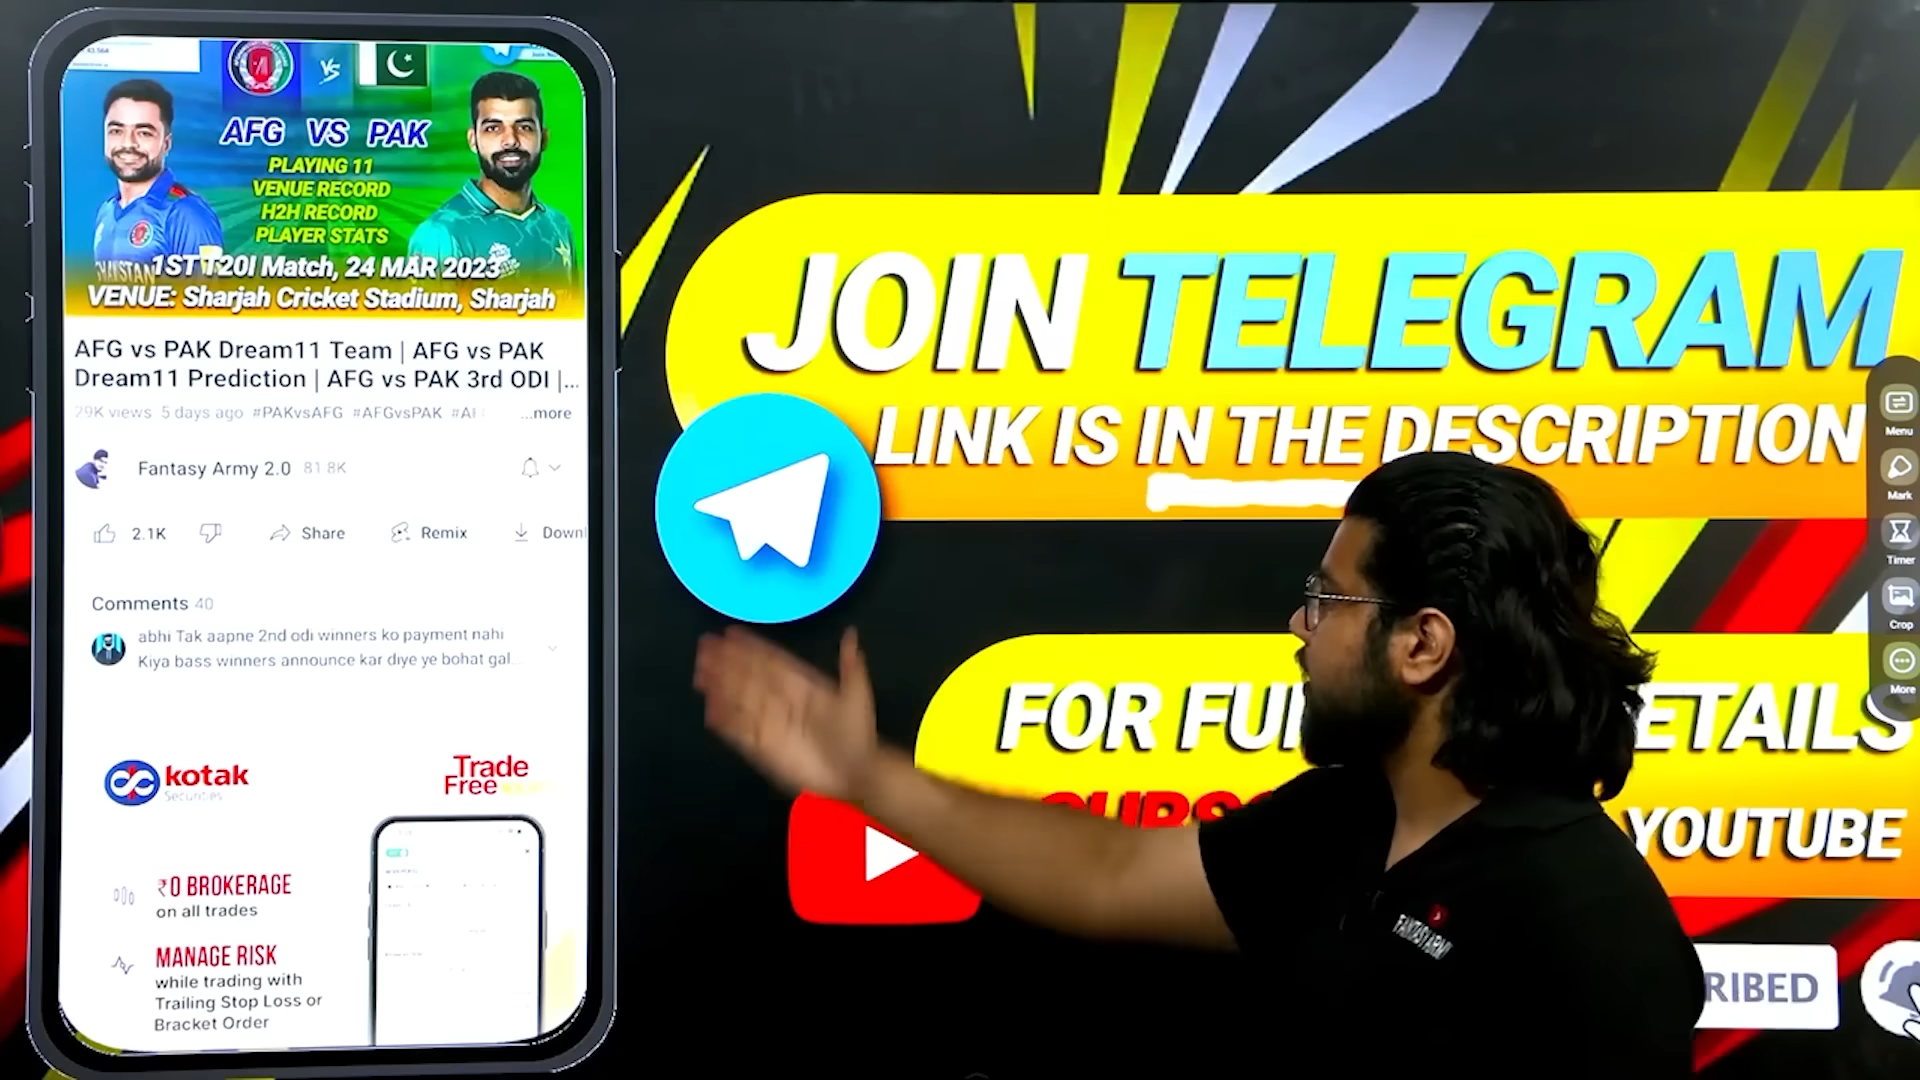 AFG VS PAK
VS
PLAYING 11
VENUE RECORD
H2H RECORD
PLAYER STATS
1ST T20I Match, 24 MAR 2023
VENUE: Sharjah Cricket Stadium, Sharjah
AFG vs PAK Dream11 Team | AFG vs PAK
Dream11 Prediction | AFG vs PAK 3rd ODI |...
29K views 5 days ago #PAKvsAFG #AFGvsPAK ...more
Fantasy Army 2.0 81.8K
2.1K Share Remix Downl
Comments 40
abhi Tak aapne 2nd odi winners ko payment nahi
Kiya bass winners announce kar diye ye bohat gal...
kotak
Securities
Trade
Free
₹0 BROKERAGE
on all trades
MANAGE RISK
while trading with
Trailing Stop Loss or
Bracket Order
JOIN TELEGRAM
LINK IS IN THE DESCRIPTION
FOR FU ETAILS
YOUTUBE
RIBED
FANTASY ARMY
Menu
Mark
Timer
Crop
More